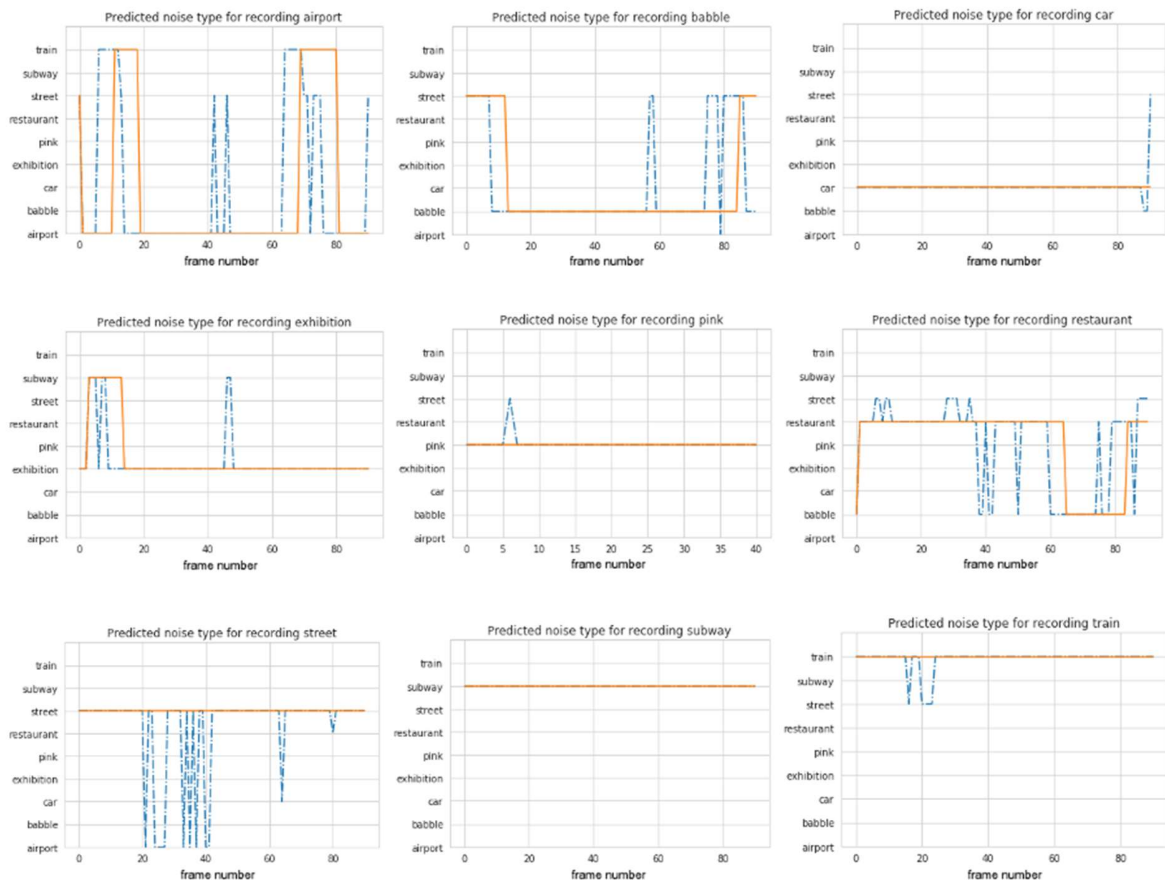 Predicted noise type for recording airport
train
subway
street
restaurant
pink
exhibition
car
babble
airport
0 20 40 60 80
frame number
Predicted noise type for recording babble
train
subway
street
restaurant
pink
exhibition
car
babble
airport
0 20 40 60 80
frame number
Predicted noise type for recording car
train
subway
street
restaurant
pink
exhibition
car
babble
airport
0 20 40 60 80
frame number
Predicted noise type for recording exhibition
train
subway
street
restaurant
pink
exhibition
car
babble
airport
0 20 40 60 80
frame number
Predicted noise type for recording pink
train
subway
street
restaurant
pink
exhibition
car
babble
airport
0 5 10 15 20 25 30 35 40
frame number
Predicted noise type for recording restaurant
train
subway
street
restaurant
pink
exhibition
car
babble
airport
0 20 40 60 80
frame number
Predicted noise type for recording street
train
subway
street
restaurant
pink
exhibition
car
babble
airport
0 20 40 60 80
frame number
Predicted noise type for recording subway
train
subway
street
restaurant
pink
exhibition
car
babble
airport
0 20 40 60 80
frame number
Predicted noise type for recording train
train
subway
street
restaurant
pink
exhibition
car
babble
airport
0 20 40 60 80
frame number